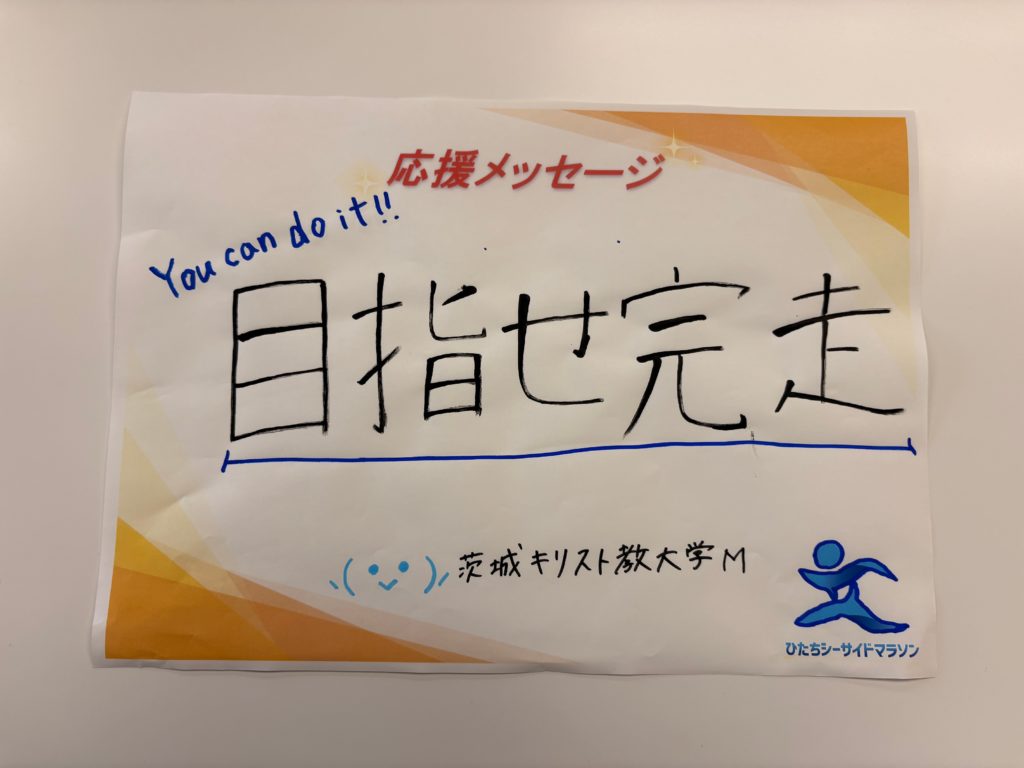 応援メッセージ
You can do it!!
目指せ完走
茨城キリスト教大学M
ひたちシーサイドマラソン